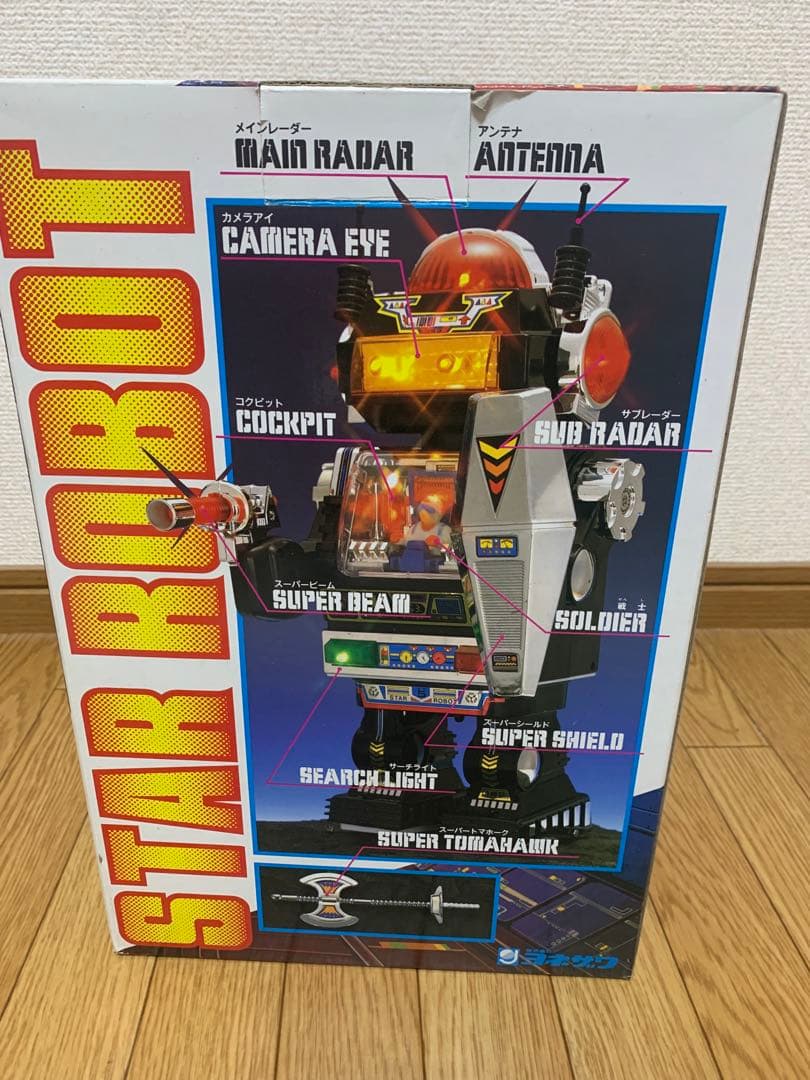 STAR ROBOT
メインレーダー
MAIN RADAR
アンテナ
ANTENNA
カメラアイ
CAMERA EYE
コクピット
COCKPIT
サブレーダー
SUB RADAR
スーパービーム
SUPER BEAM
戦士
SOLDIER
スーパーシールド
SUPER SHIELD
サーチライト
SEARCH LIGHT
STAR ROBOT
スーパートマホーク
SUPER TOMAHAWK
ヨネザワ